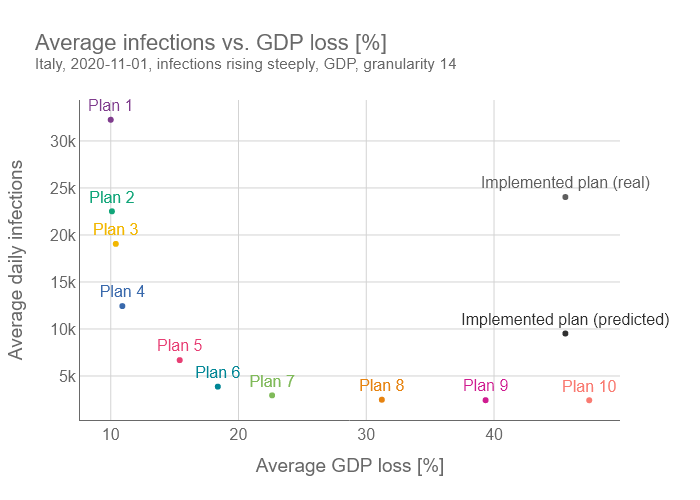 Average infections vs. GDP loss [%]
Italy, 2020-11-01, infections rising steeply, GDP, granularity 14
Plan 1
30k
Implemented plan (real)
25k
Plan 2
Plan 3
20k
15k
Plan 4
Implemented plan (predicted)
10k
Plan 5
Plan 6
Plan 7
Plan 8
Plan 9
Plan 10
5k
10
20
30
40
Average daily infections
Average GDP loss [%]